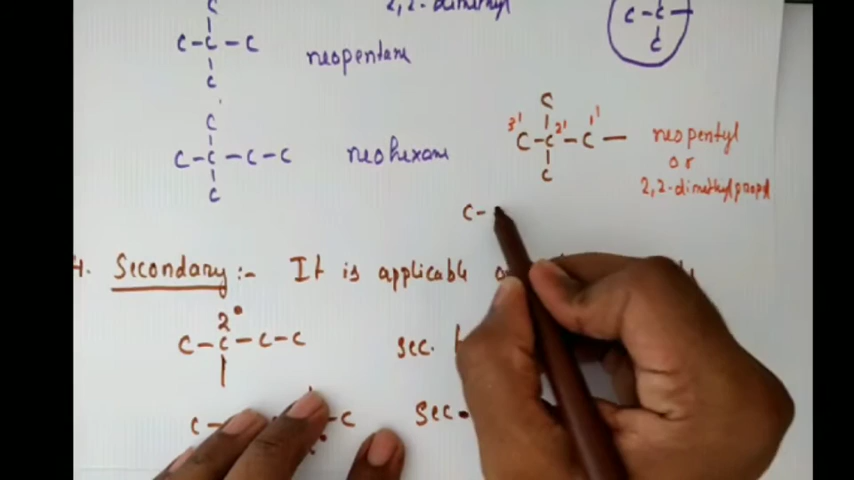 C
2,2-dimethyl
C-C-C
C
neopentane
C-C-
C
C
C-C-C-C
C
neohexane
C
3' C-C 2'-C 1'-
C
neopentyl
or
2,2-dimethylpropyl
C-
4. Secondary:- It is applicable
2°
C-C-C-C
sec.
C-
-C
sec-